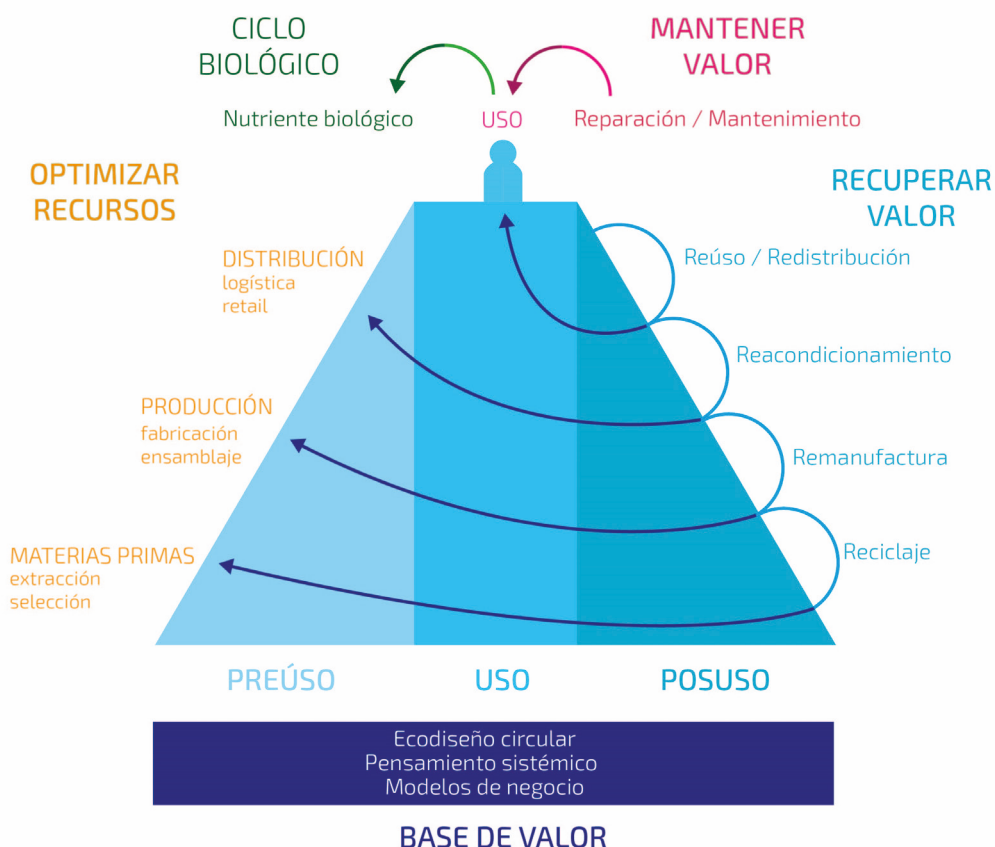 CICLO
BIOLÓGICO
MANTENER
VALOR
Nutriente biológico
USO
Reparación / Mantenimiento
OPTIMIZAR
RECURSOS
RECUPERAR
VALOR
DISTRIBUCIÓN
logística
retail
Reúso / Redistribución
Reacondicionamiento
PRODUCCIÓN
fabricación
ensamblaje
Remanufactura
MATERIAS PRIMAS
extracción
selección
Reciclaje
PREÚSO
USO
POSUSO
Ecodiseño circular
Pensamiento sistémico
Modelos de negocio
BASE DE VALOR